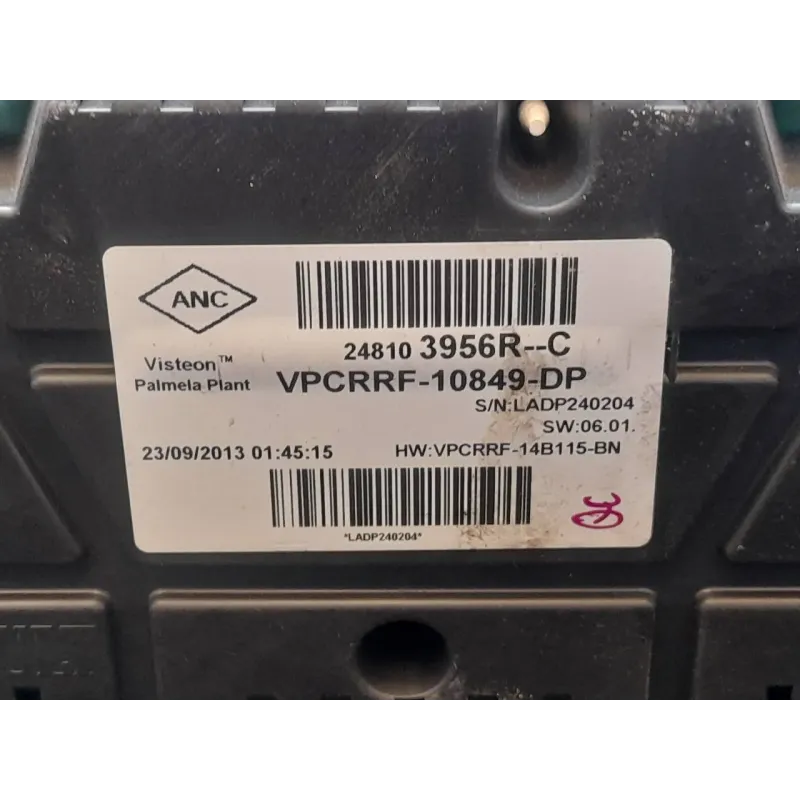 ANC
24810 3956R--C
Visteon™
Palmela Plant
VPCRRF-10849-DP
S/N:LADP240204
SW:06.01.
23/09/2013 01:45:15
HW:VPCRRF-14B115-BN
*LADP240204*